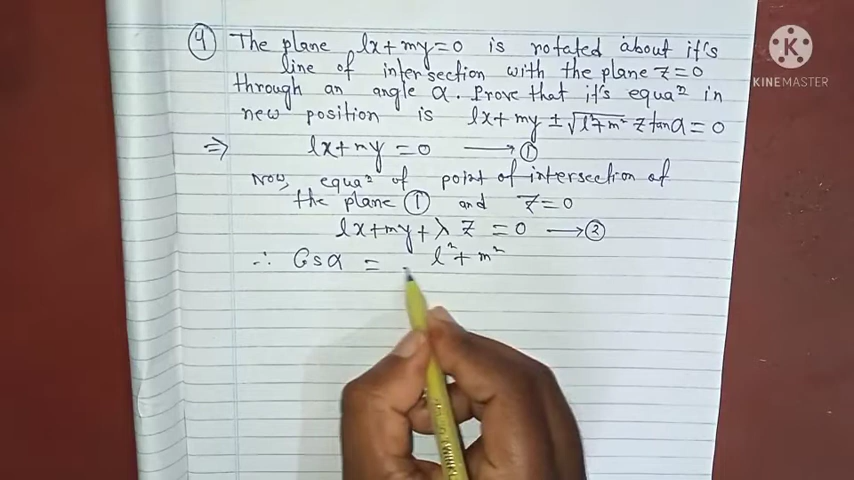 ④ The plane lx+my=0 is rotated about it's
line of intersection with the plane z=0
through an angle α. Prove that it's equaⁿ in
new position is lx+my ± √l²+m² z tanα = 0
⇒ lx+my=0 ⟶ ①
Now, equaⁿ of point of intersection of
the plane ① and z=0
lx+my+λz = 0 ⟶ ②
∴ Cosα = l²+m²
K
KINEMASTER